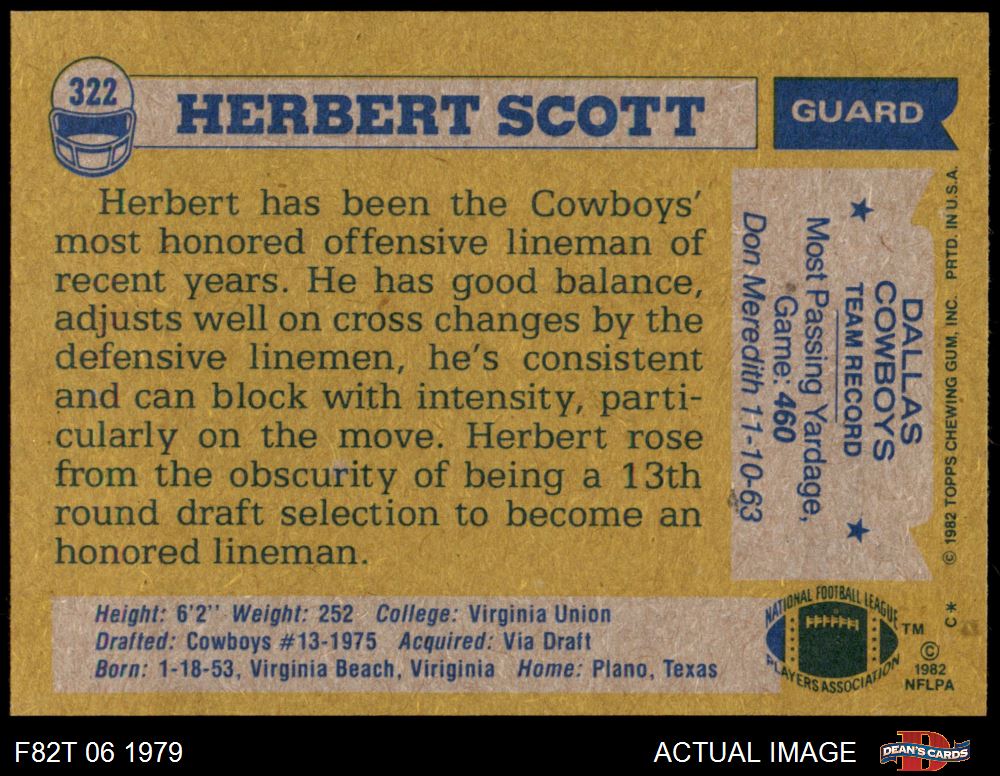 322
HERBERT SCOTT
GUARD
Herbert has been the Cowboys'
most honored offensive lineman of
recent years. He has good balance,
adjusts well on cross changes by the
defensive linemen, he's consistent
and can block with intensity, parti-
cularly on the move. Herbert rose
from the obscurity of being a 13th
round draft selection to become an
honored lineman.
DALLAS
COWBOYS
TEAM RECORD
Most Passing Yardage,
Game: 460
Don Meredith 11-10-63
© 1982 TOPPS CHEWING GUM, INC. PRTD. IN U.S.A.
C*
Height: 6'2'' Weight: 252 College: Virginia Union
Drafted: Cowboys #13-1975 Acquired: Via Draft
Born: 1-18-53, Virginia Beach, Viriginia Home: Plano, Texas
NATIONAL FOOTBALL LEAGUE
PLAYERS ASSOCIATION
TM
©
1982
NFLPA
F82T 06 1979
ACTUAL IMAGE
D
DEAN'S CARDS